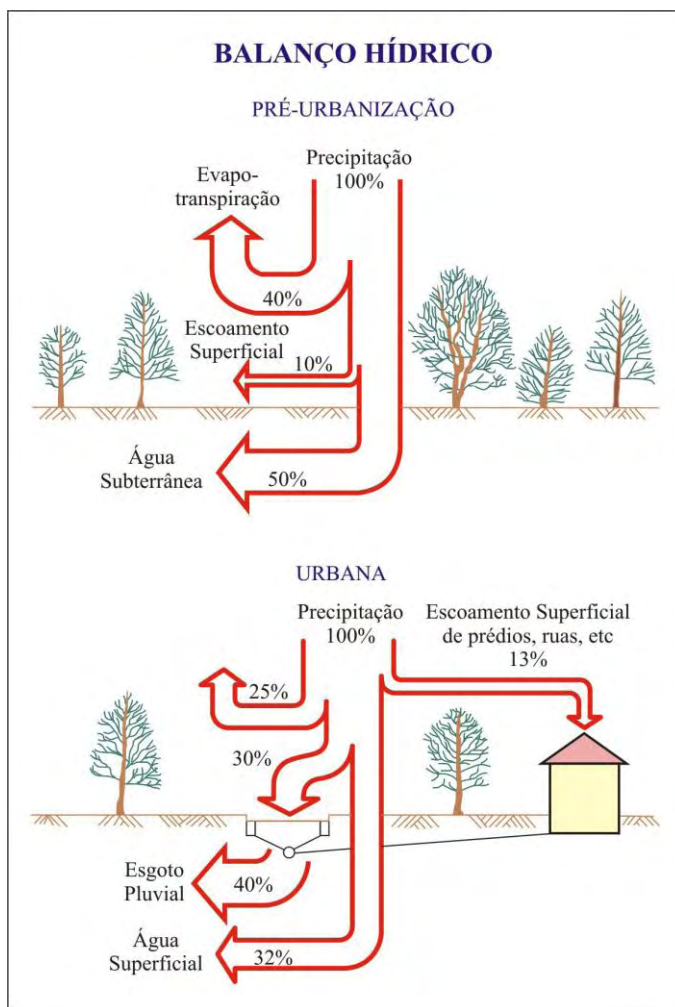 BALANÇO HÍDRICO
PRÉ-URBANIZAÇÃO
Precipitação
100%
Evapo-
transpiração
40%
Escoamento
Superficial
10%
Água
Subterrânea
50%
URBANA
Precipitação
100%
Escoamento Superficial
de prédios, ruas, etc
13%
25%
30%
Esgoto
Pluvial
40%
Água
Superficial
32%